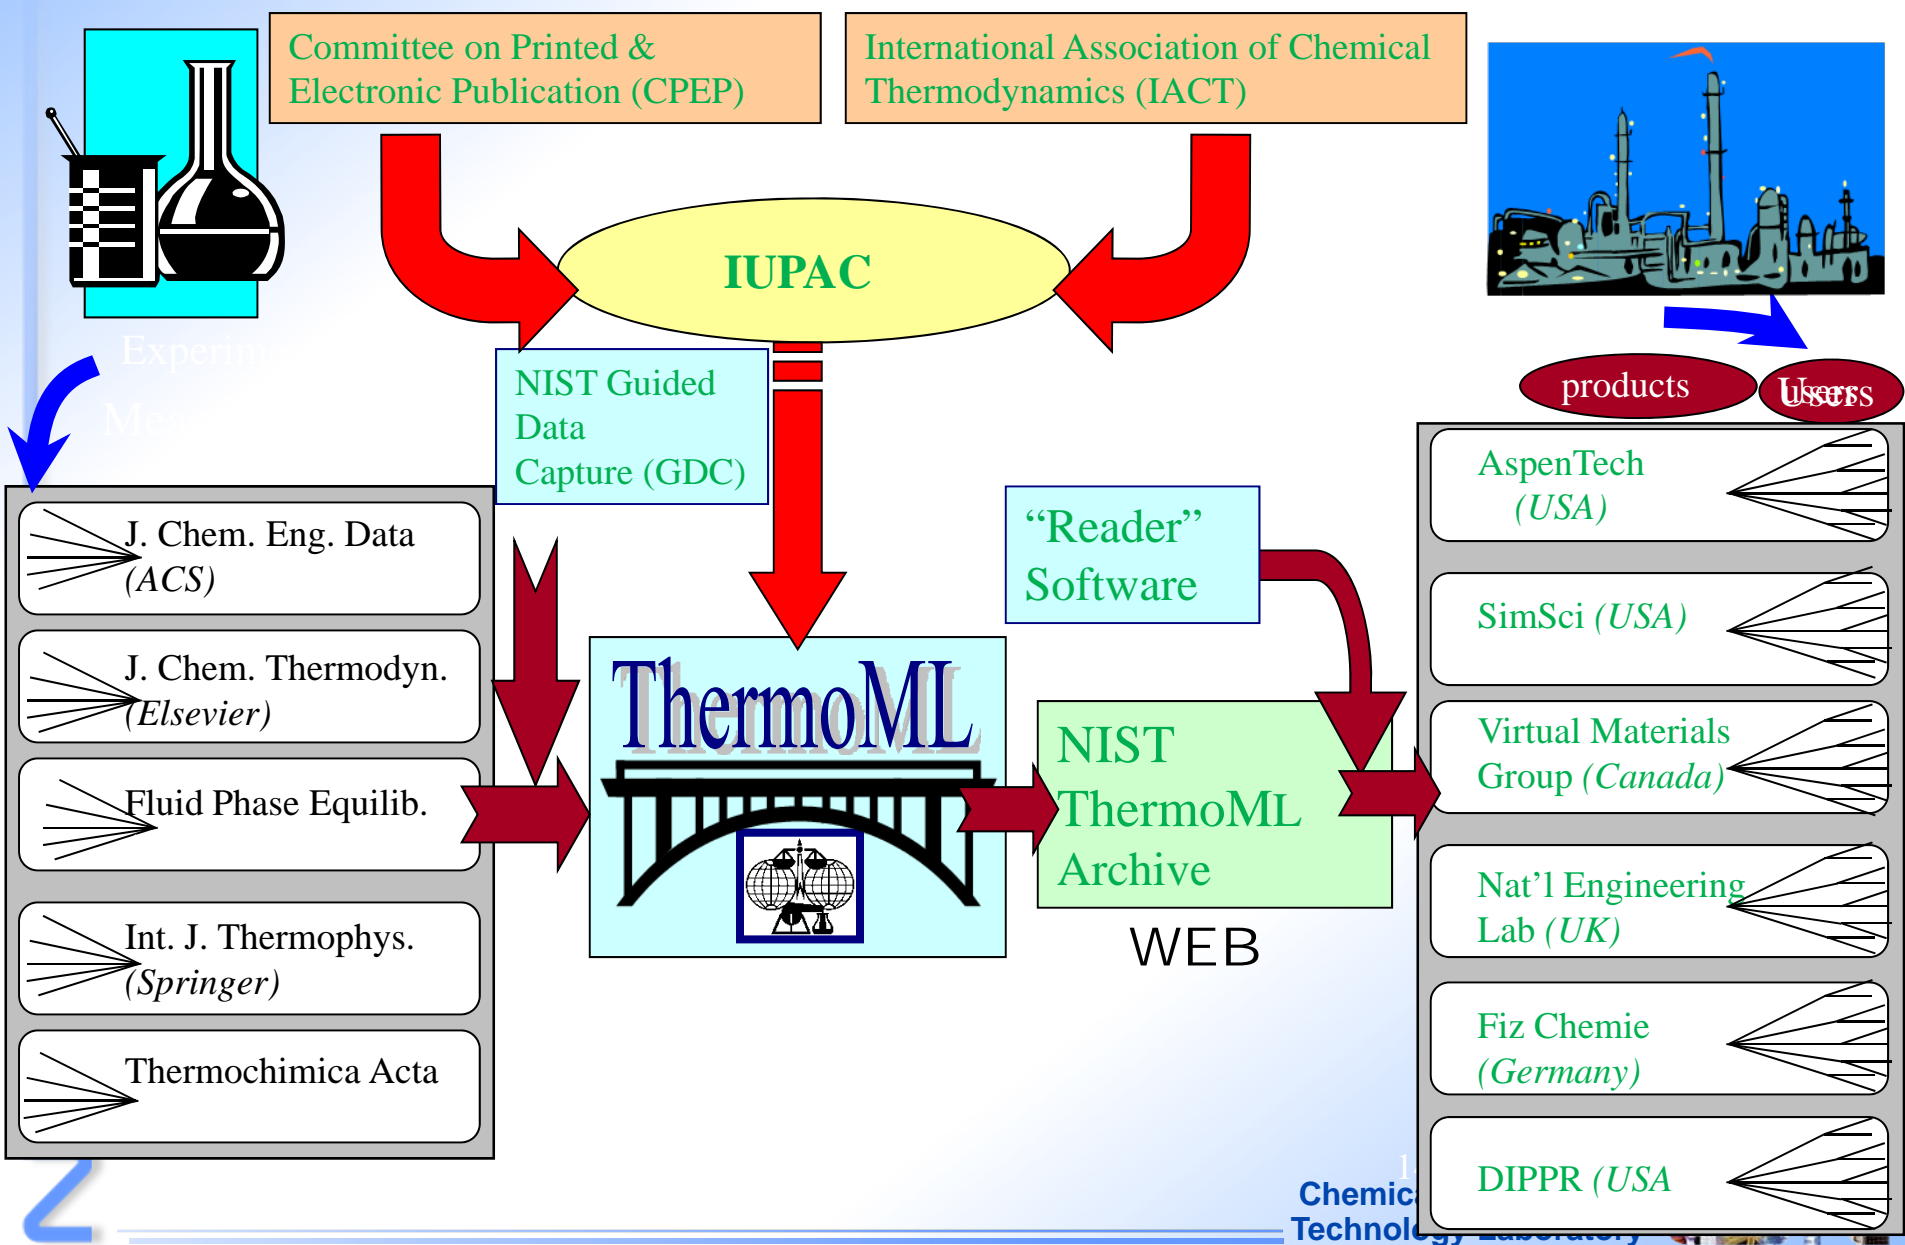 Committee on Printed &
Electronic Publication (CPEP)
International Association of Chemical
Thermodynamics (IACT)
IUPAC
NIST Guided
Data
Capture (GDC)
products
Users
J. Chem. Eng. Data
(ACS)
J. Chem. Thermodyn.
(Elsevier)
Fluid Phase Equilib.
Int. J. Thermophys.
(Springer)
Thermochimica Acta
ThermoML
“Reader”
Software
NIST
ThermoML
Archive
WEB
AspenTech
(USA)
SimSci (USA)
Virtual Materials
Group (Canada)
Nat’l Engineering
Lab (UK)
Fiz Chemie
(Germany)
DIPPR (USA
Technology Laboratory